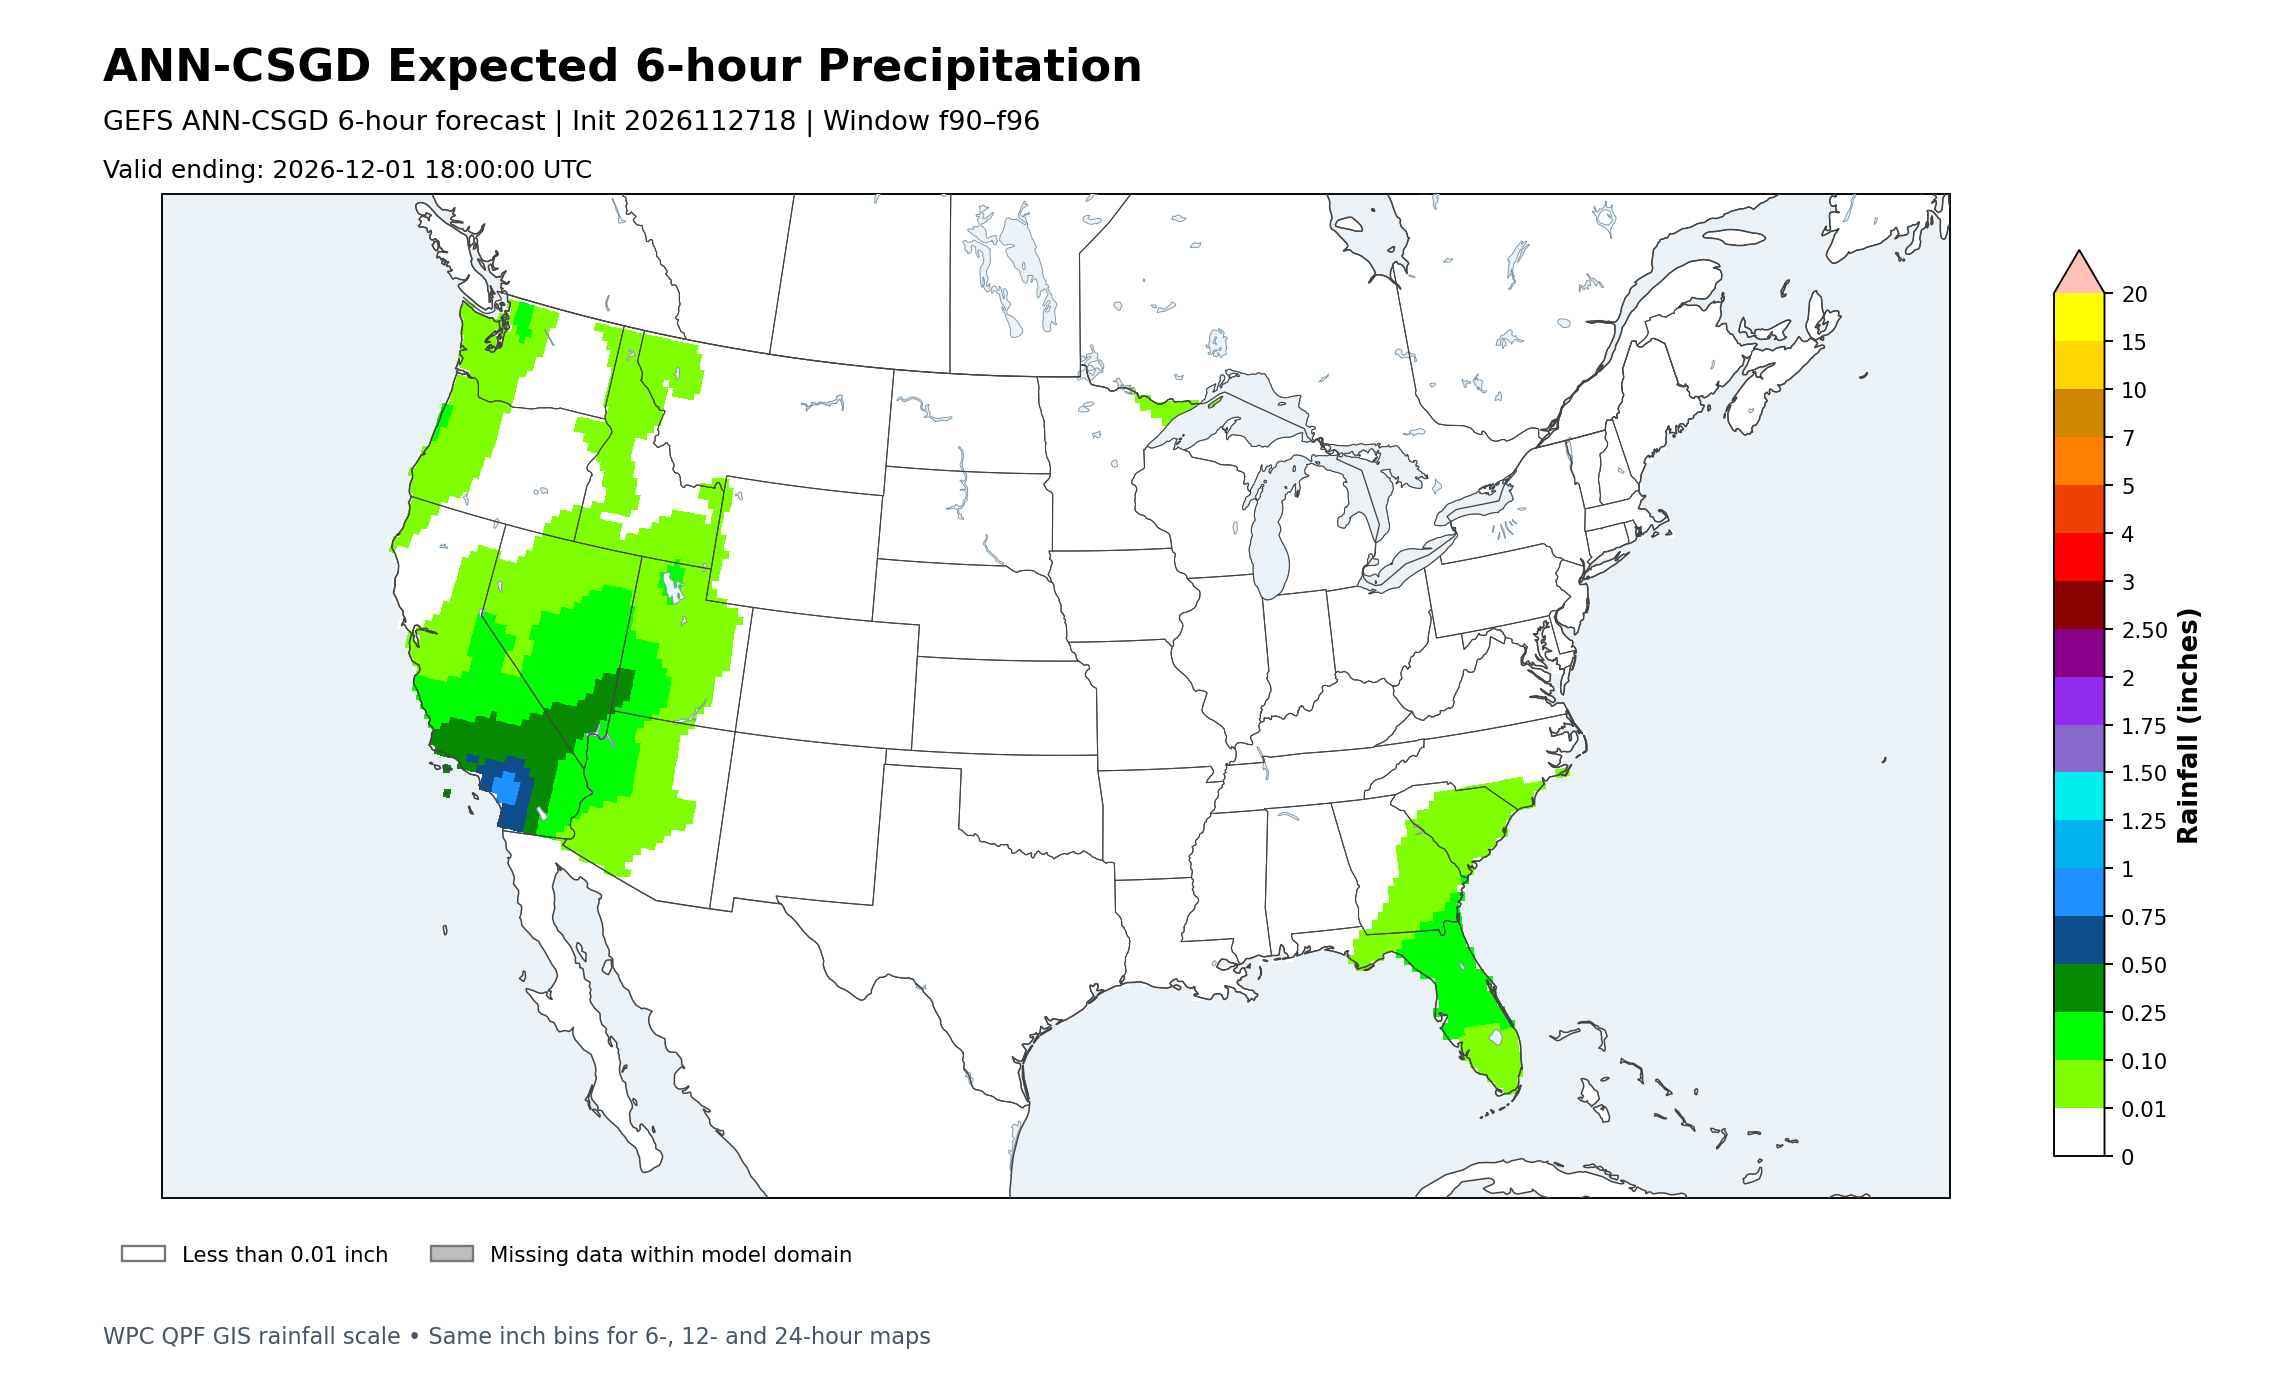 ANN-CSGD Expected 6-hour Precipitation
GEFS ANN-CSGD 6-hour forecast | Init 2026112718 | Window f90–f96
Valid ending: 2026-12-01 18:00:00 UTC
20
15
10
7
5
4
3
2.50
2
1.75
1.50
1.25
1
0.75
0.50
0.25
0.10
0.01
0
Rainfall (inches)
Less than 0.01 inch
Missing data within model domain
WPC QPF GIS rainfall scale • Same inch bins for 6-, 12- and 24-hour maps